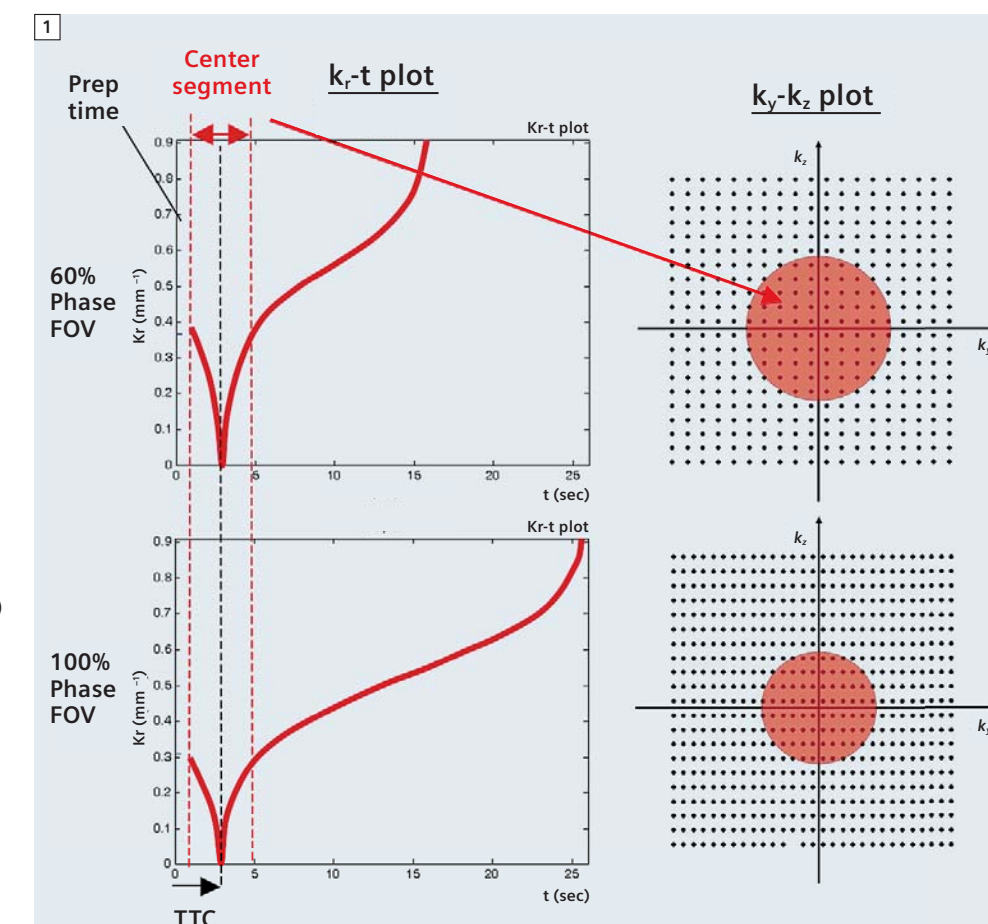 1
Prep
time
Center
segment
kᵣ-t plot
k_y-k_z plot
Kr-t plot
0.9
0.8
0.7
0.6
0.5
0.4
0.3
0.2
0.1
0
Kr (mm ⁻¹)
60%
Phase
FOV
0 5 10 15 20 25
t (sec)
k_z
Kr-t plot
0.9
0.8
0.7
0.6
0.5
0.4
0.3
0.2
0.1
0
Kr (mm ⁻¹)
100%
Phase
FOV
0 5 10 15 20 25
t (sec)
k_z
TTC